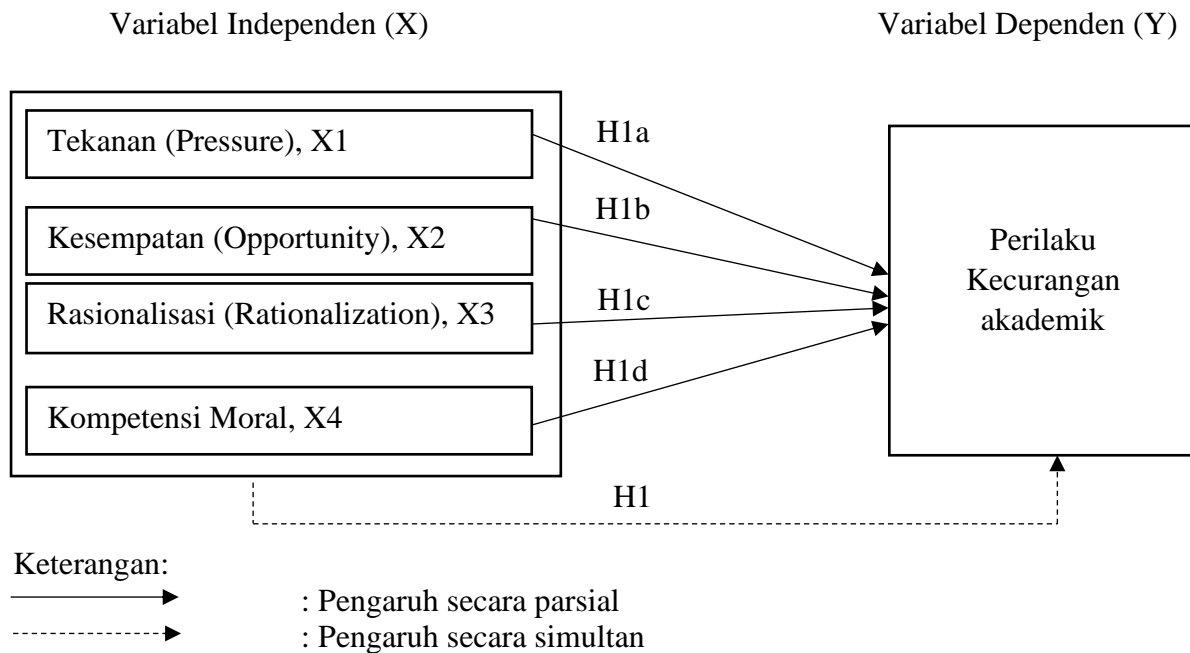 Variabel Independen (X)
Variabel Dependen (Y)
Tekanan (Pressure), X1
Kesempatan (Opportunity), X2
Rasionalisasi (Rationalization), X3
Kompetensi Moral, X4
H1a
H1b
H1c
H1d
H1
Perilaku
Kecurangan
akademik
Keterangan:
: Pengaruh secara parsial
: Pengaruh secara simultan